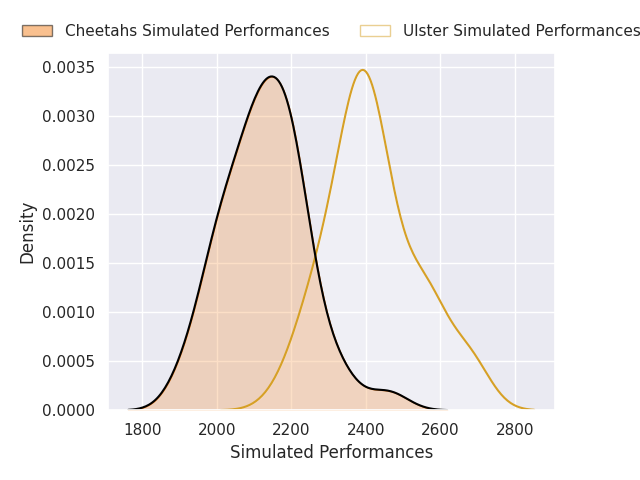 Cheetahs Simulated Performances Ulster Simulated Performances
0.0035
0.0030
0.0025
0.0020
0.0015
0.0010
0.0005
0.0000
Density
1800 2000 2200 2400 2600 2800
Simulated Performances